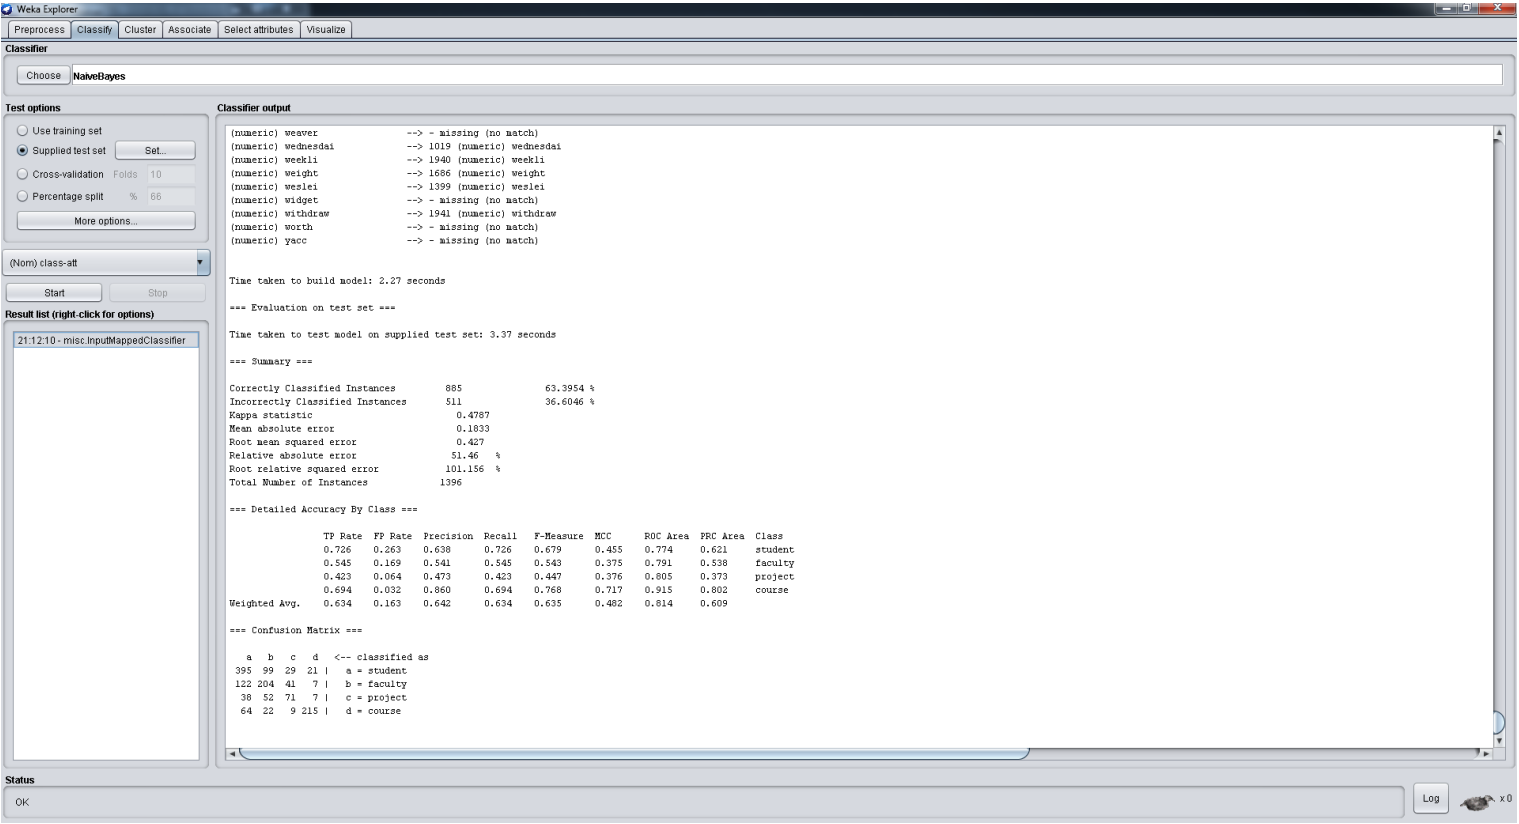 Weka Explorer
Preprocess Classify Cluster Associate Select attributes Visualize
Classifier
Choose NaiveBayes
Test options
Use training set
Supplied test set Set...
Cross-validation Folds 10
Percentage split % 66
More options...
(Nom) class-att
Start Stop
Result list (right-click for options)
21:12:10 - misc.InputMappedClassifier
Classifier output
(numeric) weaver --> - missing (no match)
(numeric) wednesdai --> 1019 (numeric) wednesdai
(numeric) weekli --> 1940 (numeric) weekli
(numeric) weight --> 1686 (numeric) weight
(numeric) weslei --> 1399 (numeric) weslei
(numeric) widget --> - missing (no match)
(numeric) withdraw --> 1941 (numeric) withdraw
(numeric) worth --> - missing (no match)
(numeric) yacc --> - missing (no match)
Time taken to build model: 2.27 seconds
=== Evaluation on test set ===
Time taken to test model on supplied test set: 3.37 seconds
=== Summary ===
Correctly Classified Instances 885 63.3954 %
Incorrectly Classified Instances 511 36.6046 %
Kappa statistic 0.4787
Mean absolute error 0.1833
Root mean squared error 0.427
Relative absolute error 51.46 %
Root relative squared error 101.156 %
Total Number of Instances 1396
=== Detailed Accuracy By Class ===
TP Rate FP Rate Precision Recall F-Measure MCC ROC Area PRC Area Class
0.726 0.263 0.638 0.726 0.679 0.455 0.774 0.621 student
0.545 0.169 0.541 0.545 0.543 0.375 0.791 0.538 faculty
0.423 0.064 0.473 0.423 0.447 0.376 0.805 0.373 project
0.694 0.032 0.860 0.694 0.768 0.717 0.915 0.802 course
Weighted Avg. 0.634 0.163 0.642 0.634 0.635 0.482 0.814 0.609
=== Confusion Matrix ===
a b c d <-- classified as
395 99 29 21 | a = student
122 204 41 7 | b = faculty
38 52 71 7 | c = project
64 22 9 215 | d = course
Status
OK
Log x 0